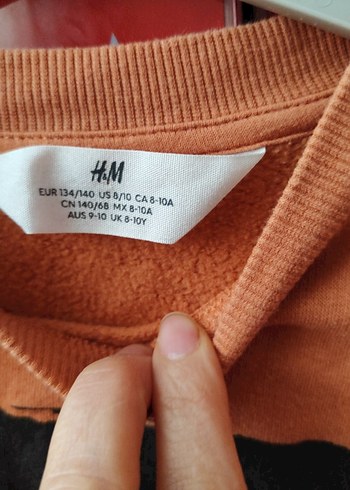 H&M
EUR 134/140 US 8/10 CA 8-10A
CN 140/68 MX 8-10A
AUS 9-10 UK 8-10Y